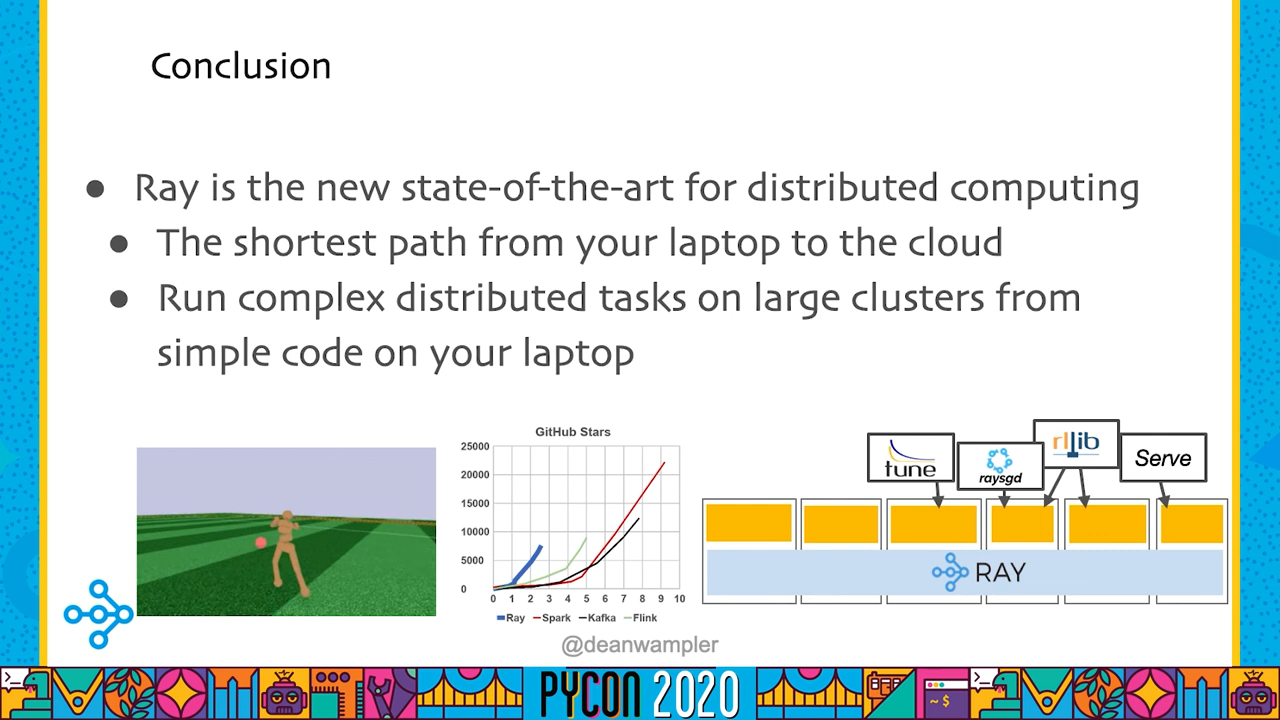 Conclusion
● Ray is the new state-of-the-art for distributed computing
● The shortest path from your laptop to the cloud
● Run complex distributed tasks on large clusters from
simple code on your laptop
GitHub Stars
25000
20000
15000
10000
5000
0
0 1 2 3 4 5 6 7 8 9 10
Ray Spark Kafka Flink
tune
raysgd
rllib
Serve
RAY
@deanwampler
PYCON 2020
~$